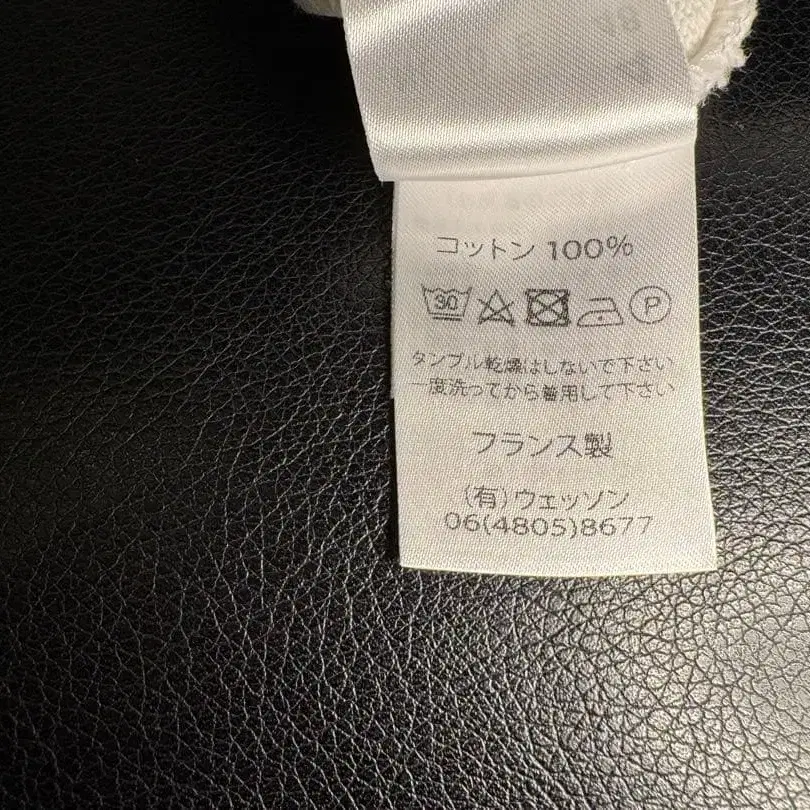 コットン 100%
30 P
タンブル乾燥はしないで下さい
一度洗ってから着用して下さい
フランス製
(有)ウェッソン
06(4805)8677